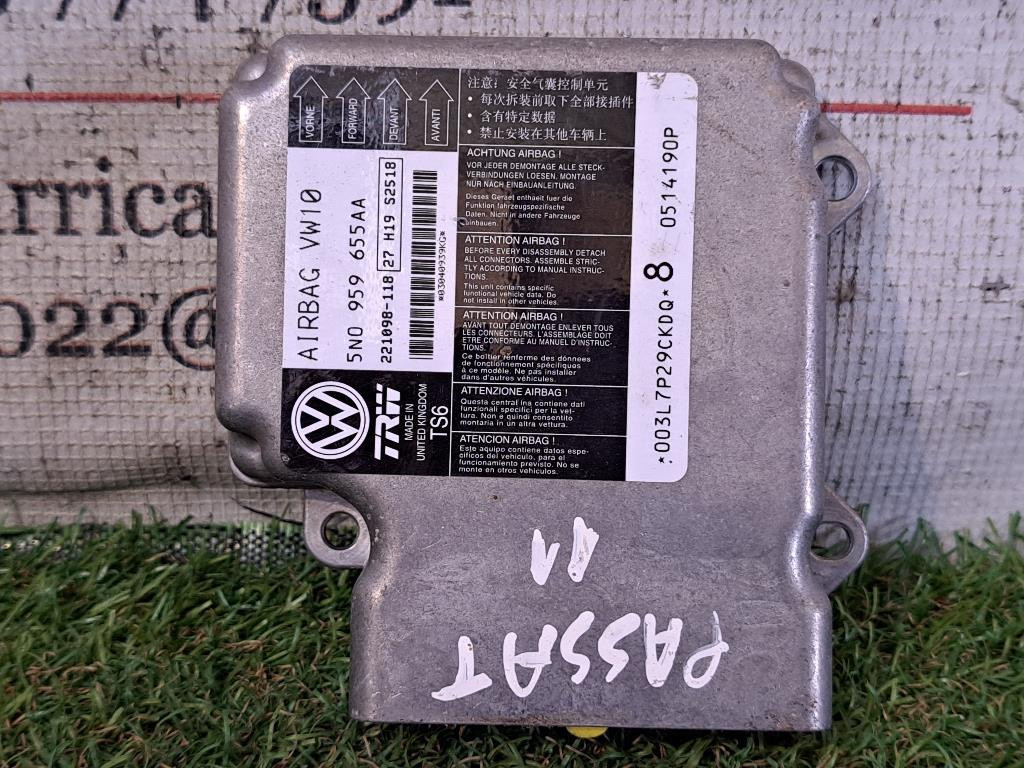 rrica
022@
VORNE
FORWARD
DEVANT
AVANTI
注意：安全气囊控制单元
• 每次拆装前取下全部接插件
• 含有特定数据
• 禁止安装在其他车辆上
ACHTUNG AIRBAG !
VOR JEDER DEMONTAGE ALLE STECK-
VERBINDUNGEN LOESEN. MONTAGE
NUR NACH EINBAUANLEITUNG.
Dieses Geraet enthaelt fuer die
Funktion fahrzeugspezifische
Daten. Nicht in andere Fahrzeuge
einbauen.
ATTENTION AIRBAG !
BEFORE EVERY DISASSEMBLY DETACH
ALL CONNECTORS. ASSEMBLE STRIC-
TLY ACCORDING TO MANUAL INSTRUC-
TIONS.
This unit contains specific
functional vehicle data. Do
not install in other vehicles.
ATTENTION AIRBAG !
AVANT TOUT DEMONTAGE ENLEVER TOUS
LES CONNECTEURS. L'ASSEMBLAGE DOIT
ETRE CONFORME AU MANUEL D'INSTRUC-
TIONS.
Ce boîtier renferme des données
de fonctionnement spécifiques
à ce modèle. Ne pas installer
dans d'autres vehicules.
ATTENZIONE AIRBAG !
Questa centralina contiene dati
funzionali specifici per la vet-
tura. Non e quindi consentito
montaria in un altra vettura.
ATENCION AIRBAG !
Este equipo contiene datos espe-
cificos del vehiculo, para el
funcionamiento previsto. No se
monte en otros vehiculos.
AIRBAG VW10
5N0 959 655AA
221098-118 27 H19 S2518
*03040939KG*
VW
TRW
MADE IN
UNITED KINGDOM
TS6
*003L7P29CKDQ* 8 0514190P
PASSAT
11